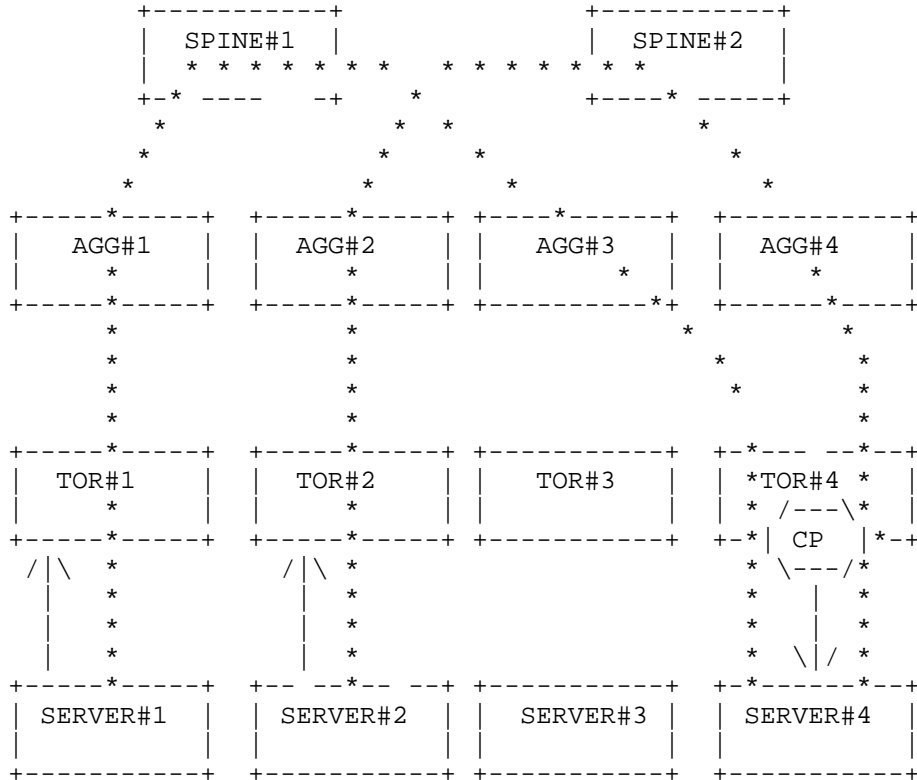 SPINE#1 SPINE#2
AGG#1 AGG#2 AGG#3 AGG#4
TOR#1 TOR#2 TOR#3 TOR#4
CP
SERVER#1 SERVER#2 SERVER#3 SERVER#4